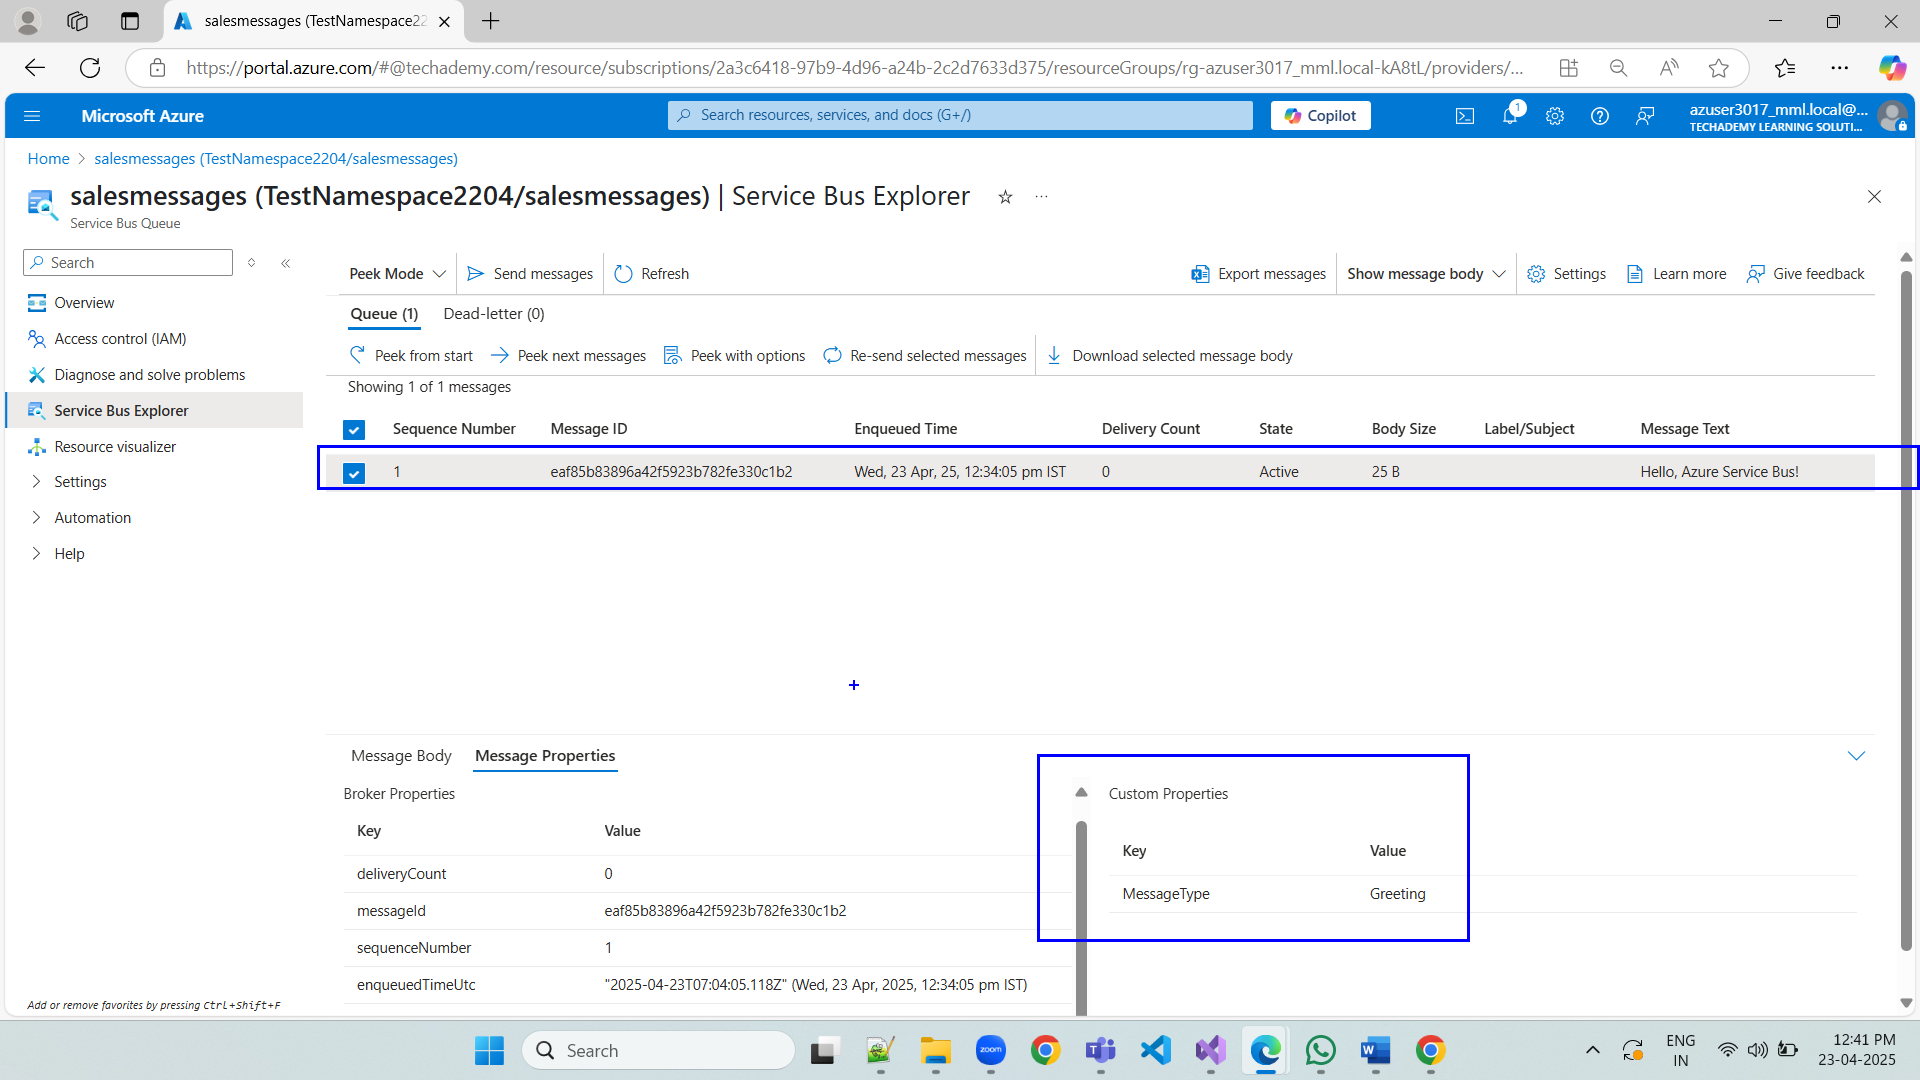 salesmessages (TestNamespace22
https://portal.azure.com/#@techademy.com/resource/subscriptions/2a3c6418-97b9-4d96-a24b-2c2d7633d375/resourceGroups/rg-azuser3017_mml.local-kA8tL/providers/...
Microsoft Azure
Search resources, services, and docs (G+/)
Copilot
1
azuser3017_mml.local@...
TECHADEMY LEARNING SOLUTI...
Home > salesmessages (TestNamespace2204/salesmessages)
salesmessages (TestNamespace2204/salesmessages) | Service Bus Explorer
Service Bus Queue
Search
Overview
Access control (IAM)
Diagnose and solve problems
Service Bus Explorer
Resource visualizer
Settings
Automation
Help
Add or remove favorites by pressing Ctrl+Shift+F
Peek Mode Send messages Refresh Export messages Show message body Settings Learn more Give feedback
Queue (1) Dead-letter (0)
Peek from start Peek next messages Peek with options Re-send selected messages Download selected message body
Showing 1 of 1 messages
Sequence Number Message ID Enqueued Time Delivery Count State Body Size Label/Subject Message Text
1 eaf85b83896a42f5923b782fe330c1b2 Wed, 23 Apr, 25, 12:34:05 pm IST 0 Active 25 B Hello, Azure Service Bus!
Message Body Message Properties
Broker Properties
Key Value
deliveryCount 0
messageId eaf85b83896a42f5923b782fe330c1b2
sequenceNumber 1
enqueuedTimeUtc "2025-04-23T07:04:05.118Z" (Wed, 23 Apr, 2025, 12:34:05 pm IST)
Custom Properties
Key Value
MessageType Greeting
Search
zoom
ENG
IN
12:41 PM
23-04-2025